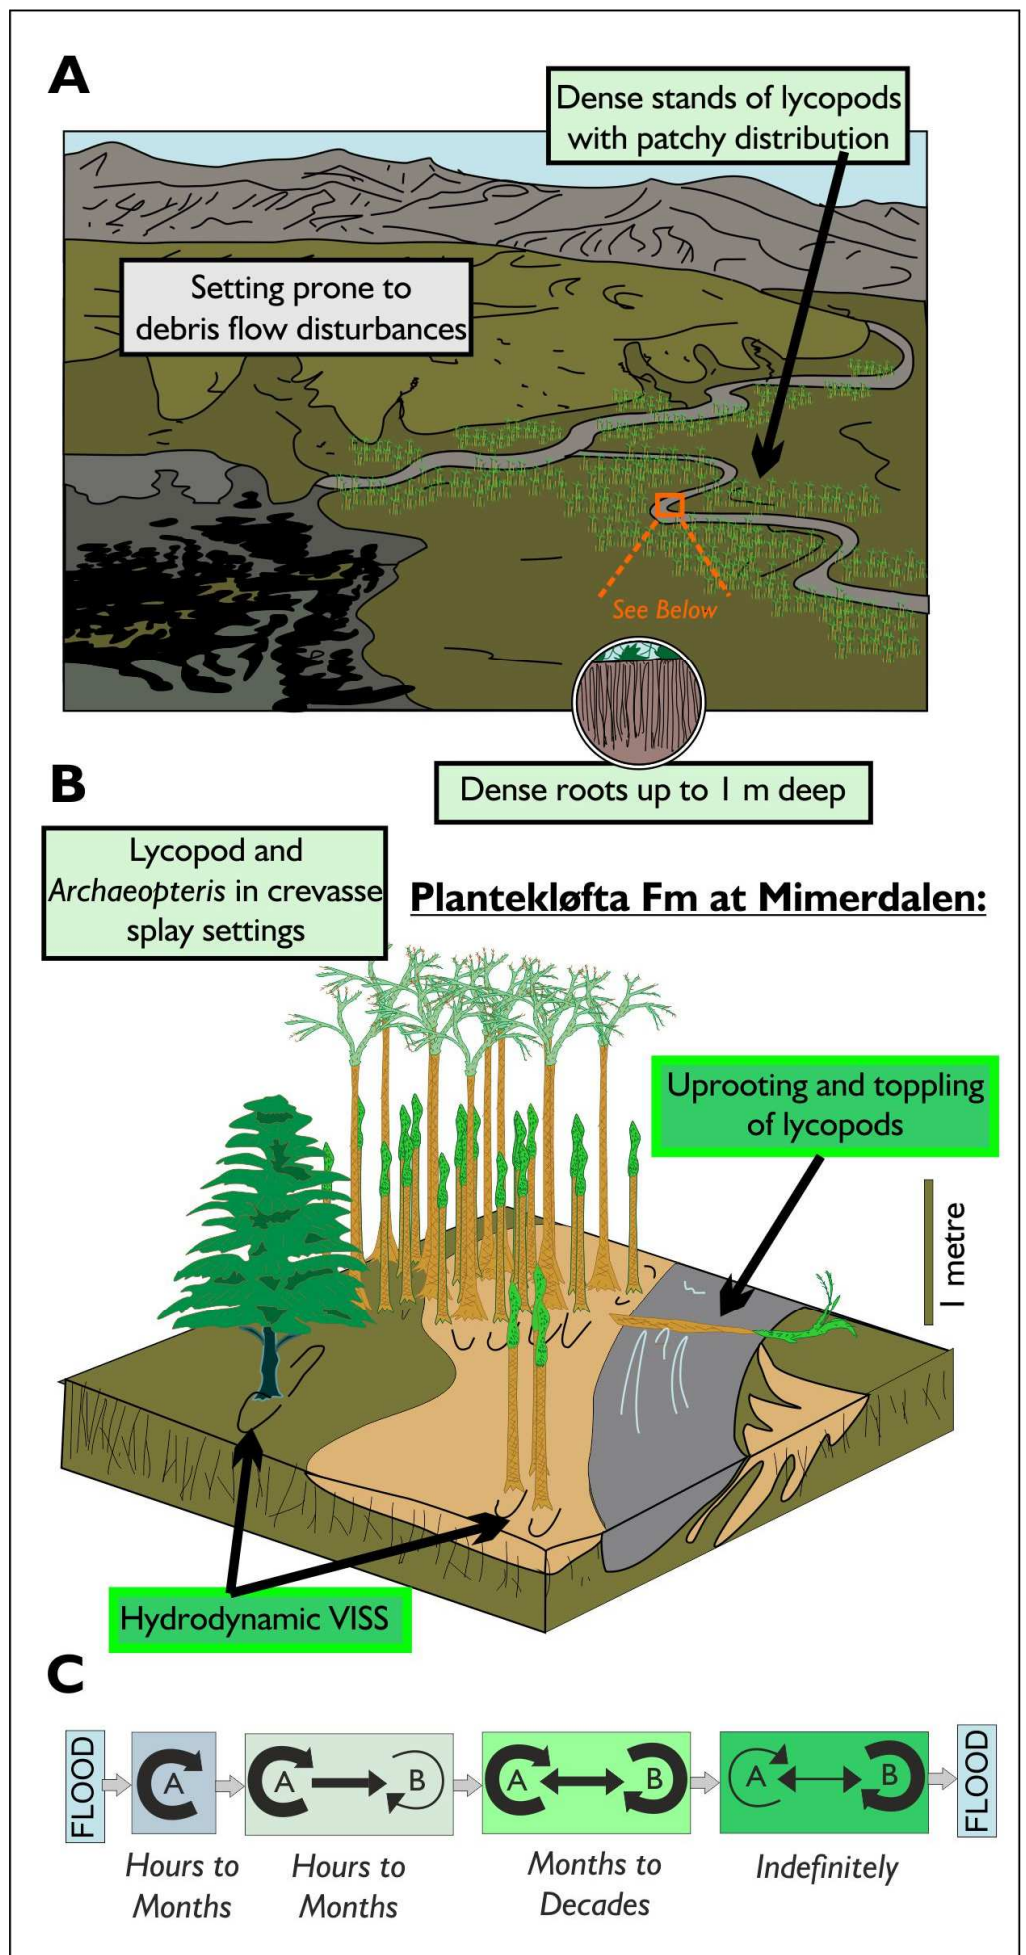 A
Dense stands of lycopods
with patchy distribution
Setting prone to
debris flow disturbances
See Below
Dense roots up to 1 m deep
B
Lycopod and
Archaeopteris in crevasse
splay settings
Plantekløfta Fm at Mimerdalen:
Uprooting and toppling
of lycopods
1 metre
Hydrodynamic VISS
C
FLOOD
A
A
B
A
B
A
B
FLOOD
Hours to
Months
Hours to
Months
Months to
Decades
Indefinitely